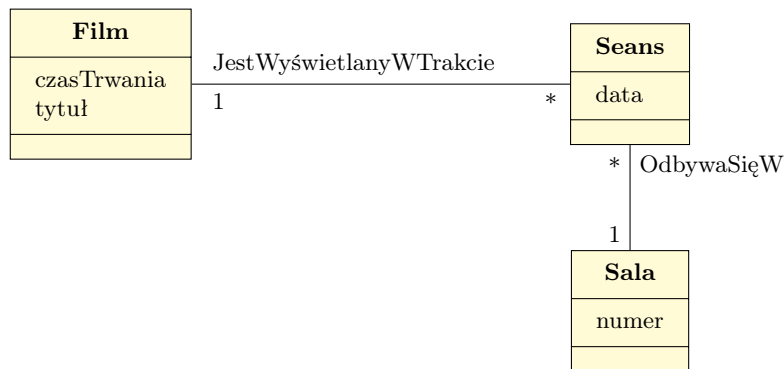 Film
czasTrwania
tytuł
JestWyświetlanyWTrakcie
1
*
Seans
data
*
OdbywaSięW
1
Sala
numer